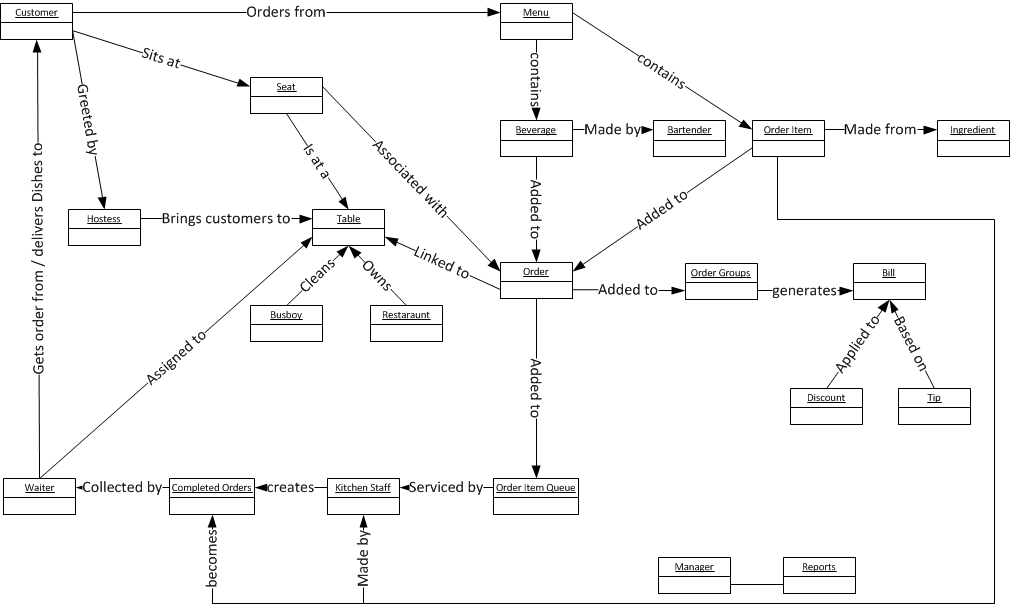 Customer
Orders from
Menu
Sits at
contains
contains
Seat
Greeted by
Beverage
Made by
Bartender
Order Item
Made from
Ingredient
Is at a
Associated with
Gets order from / delivers Dishes to
Added to
Added to
Hostess
Brings customers to
Table
Linked to
Order
Added to
Order Groups
generates
Bill
Cleans
Owns
Busboy
Restaraunt
Assigned to
Added to
Applied to
Based on
Discount
Tip
Waiter
Collected by
Completed Orders
creates
Kitchen Staff
Serviced by
Order Item Queue
becomes
Made by
Manager
Reports